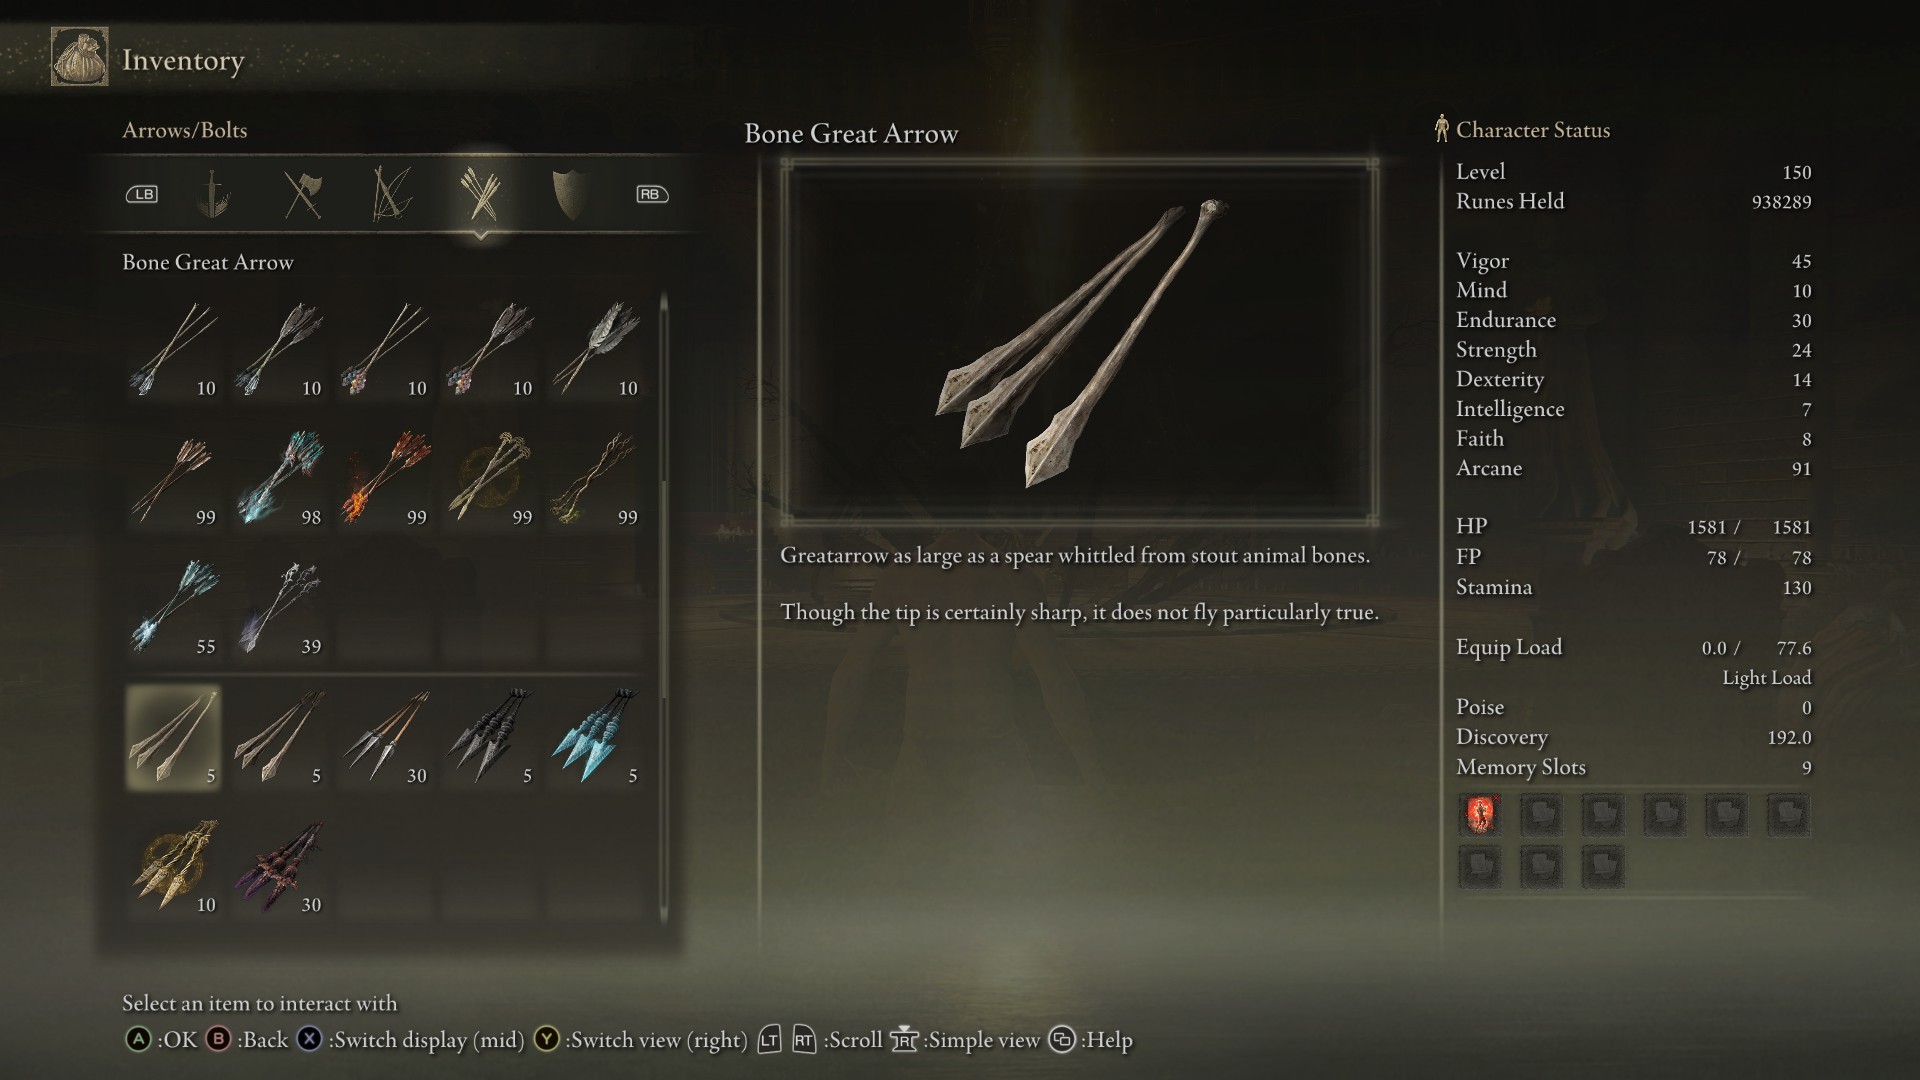 Inventory
Arrows/Bolts
LB
RB
Bone Great Arrow
10 10 10 10 10
99 98 99 99 99
55 39
5 5 30 5 5
10 30
Bone Great Arrow
Greatarrow as large as a spear whittled from stout animal bones.
Though the tip is certainly sharp, it does not fly particularly true.
Character Status
Level 150
Runes Held 938289
Vigor 45
Mind 10
Endurance 30
Strength 24
Dexterity 14
Intelligence 7
Faith 8
Arcane 91
HP 1581 / 1581
FP 78 / 78
Stamina 130
Equip Load 0.0 / 77.6
Light Load
Poise 0
Discovery 192.0
Memory Slots 9
Select an item to interact with
A :OK B :Back X :Switch display (mid) Y :Switch view (right) LT RT :Scroll R :Simple view :Help